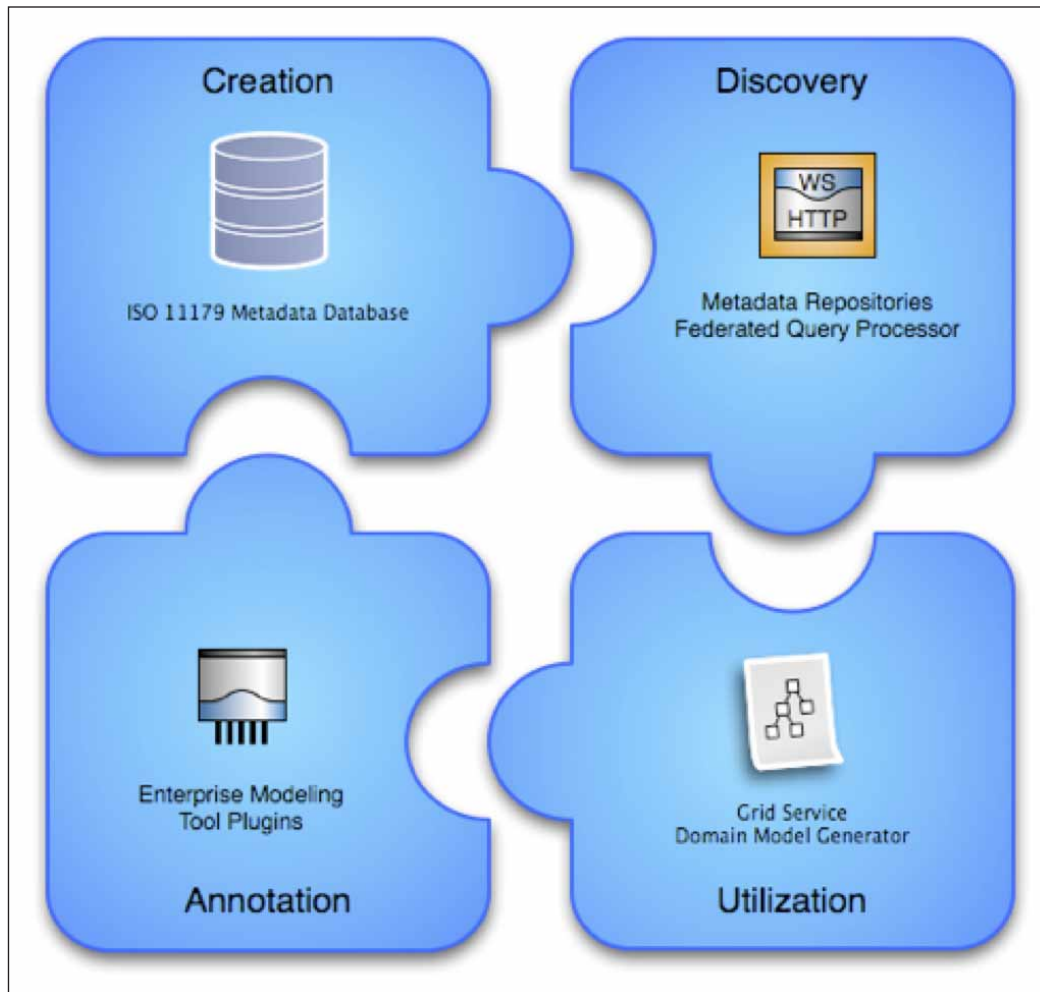 Creation
ISO 11179 Metadata Database
Discovery
WS
HTTP
Metadata Repositories
Federated Query Processor
Enterprise Modeling
Tool Plugins
Annotation
Grid Service
Domain Model Generator
Utilization